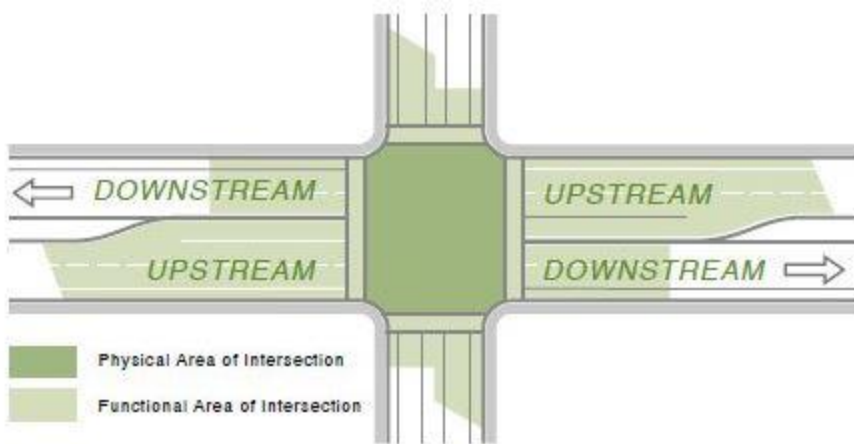 DOWNSTREAM
UPSTREAM
UPSTREAM
DOWNSTREAM
Physical Area of Intersection
Functional Area of Intersection